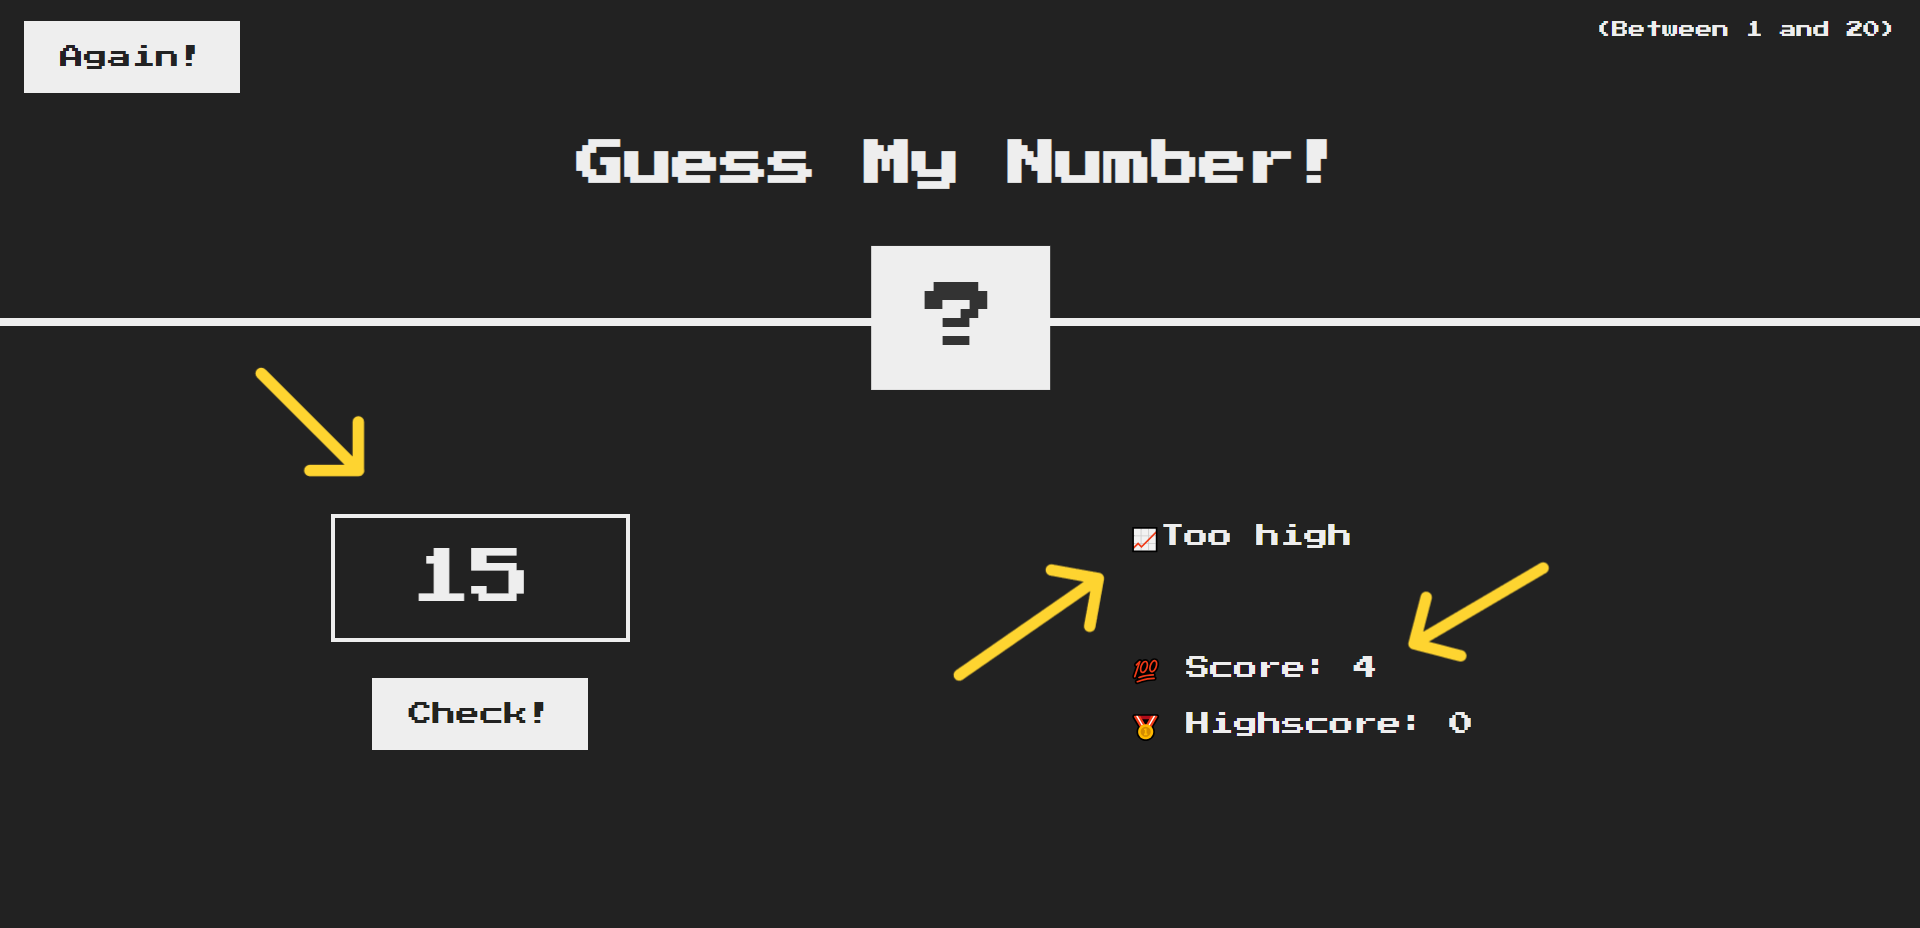 Again!
(Between 1 and 20)
Guess My Number!
?
15
Check!
📈Too high
💯 Score: 4
🥇 Highscore: 0